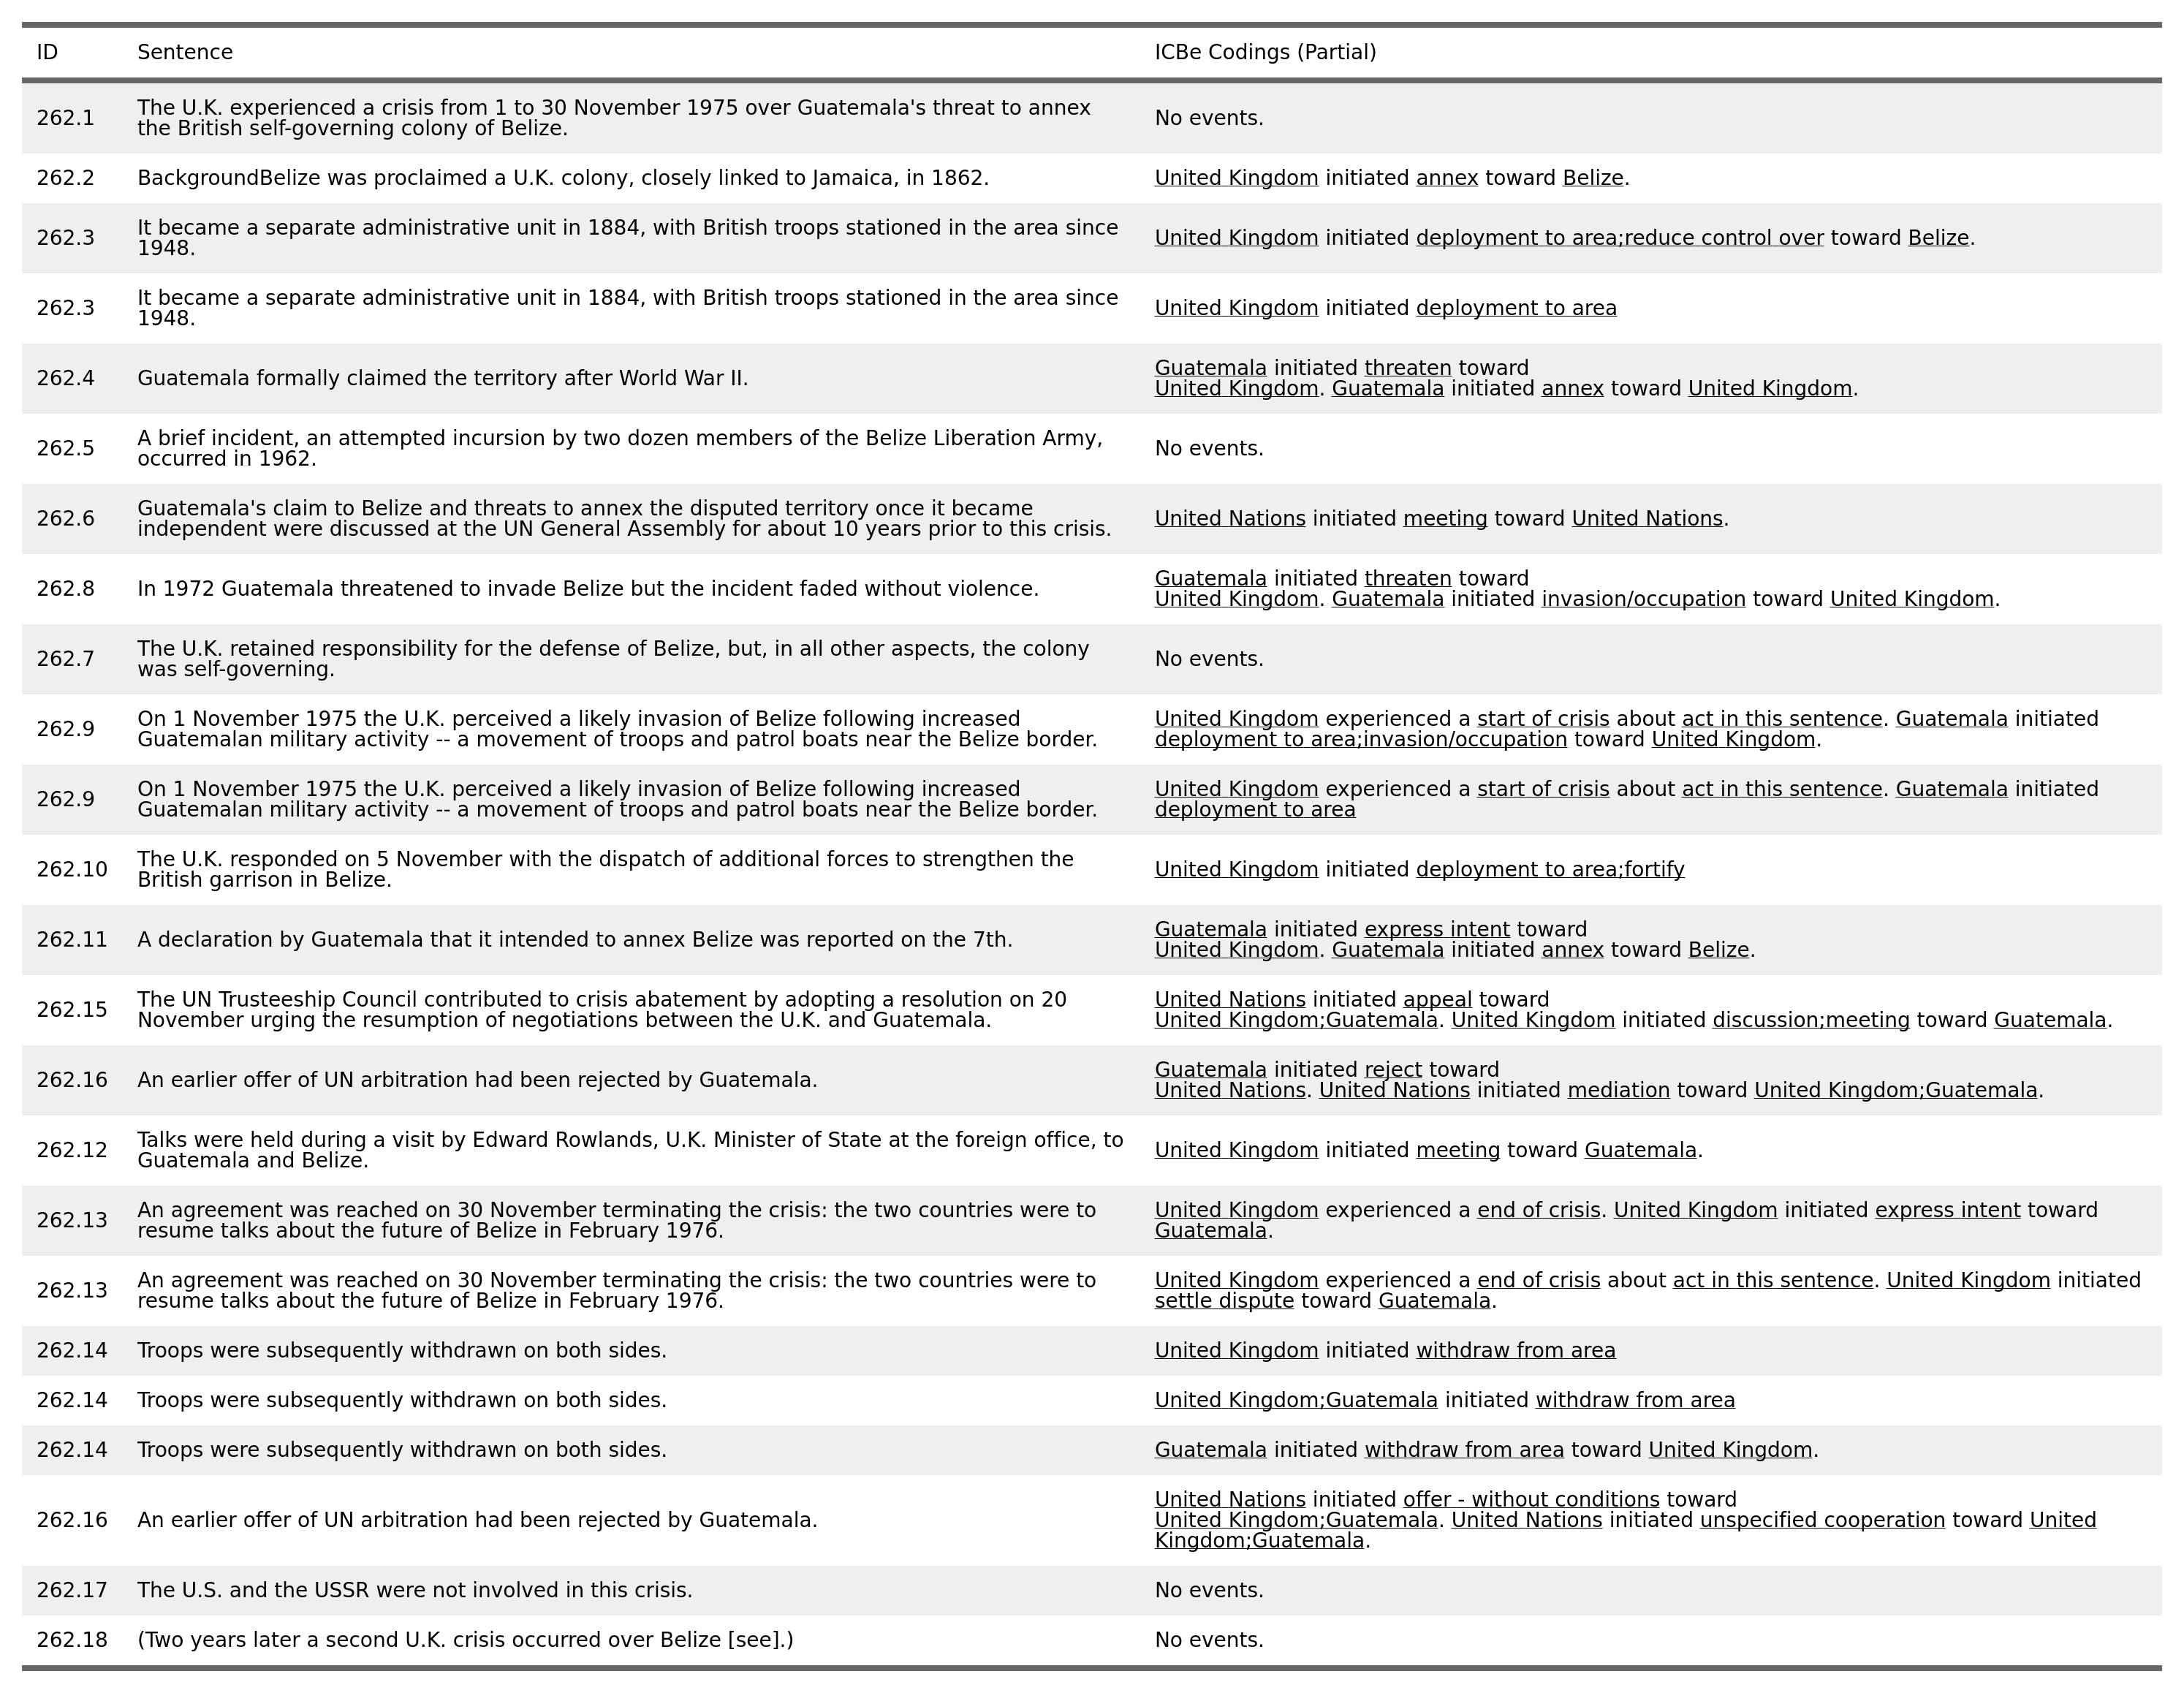 ID Sentence ICBe Codings (Partial)
262.1 The U.K. experienced a crisis from 1 to 30 November 1975 over Guatemala's threat to annex
the British self-governing colony of Belize. No events.
262.2 BackgroundBelize was proclaimed a U.K. colony, closely linked to Jamaica, in 1862. United Kingdom initiated annex toward Belize.
262.3 It became a separate administrative unit in 1884, with British troops stationed in the area since
1948. United Kingdom initiated deployment to area;reduce control over toward Belize.
262.3 It became a separate administrative unit in 1884, with British troops stationed in the area since
1948. United Kingdom initiated deployment to area
262.4 Guatemala formally claimed the territory after World War II. Guatemala initiated threaten toward
United Kingdom. Guatemala initiated annex toward United Kingdom.
262.5 A brief incident, an attempted incursion by two dozen members of the Belize Liberation Army,
occurred in 1962. No events.
262.6 Guatemala's claim to Belize and threats to annex the disputed territory once it became
independent were discussed at the UN General Assembly for about 10 years prior to this crisis. United Nations initiated meeting toward United Nations.
262.8 In 1972 Guatemala threatened to invade Belize but the incident faded without violence. Guatemala initiated threaten toward
United Kingdom. Guatemala initiated invasion/occupation toward United Kingdom.
262.7 The U.K. retained responsibility for the defense of Belize, but, in all other aspects, the colony
was self-governing. No events.
262.9 On 1 November 1975 the U.K. perceived a likely invasion of Belize following increased
Guatemalan military activity -- a movement of troops and patrol boats near the Belize border. United Kingdom experienced a start of crisis about act in this sentence. Guatemala initiated
deployment to area;invasion/occupation toward United Kingdom.
262.9 On 1 November 1975 the U.K. perceived a likely invasion of Belize following increased
Guatemalan military activity -- a movement of troops and patrol boats near the Belize border. United Kingdom experienced a start of crisis about act in this sentence. Guatemala initiated
deployment to area
262.10 The U.K. responded on 5 November with the dispatch of additional forces to strengthen the
British garrison in Belize. United Kingdom initiated deployment to area;fortify
262.11 A declaration by Guatemala that it intended to annex Belize was reported on the 7th. Guatemala initiated express intent toward
United Kingdom. Guatemala initiated annex toward Belize.
262.15 The UN Trusteeship Council contributed to crisis abatement by adopting a resolution on 20
November urging the resumption of negotiations between the U.K. and Guatemala. United Nations initiated appeal toward
United Kingdom;Guatemala. United Kingdom initiated discussion;meeting toward Guatemala.
262.16 An earlier offer of UN arbitration had been rejected by Guatemala. Guatemala initiated reject toward
United Nations. United Nations initiated mediation toward United Kingdom;Guatemala.
262.12 Talks were held during a visit by Edward Rowlands, U.K. Minister of State at the foreign office, to
Guatemala and Belize. United Kingdom initiated meeting toward Guatemala.
262.13 An agreement was reached on 30 November terminating the crisis: the two countries were to
resume talks about the future of Belize in February 1976. United Kingdom experienced a end of crisis. United Kingdom initiated express intent toward
Guatemala.
262.13 An agreement was reached on 30 November terminating the crisis: the two countries were to
resume talks about the future of Belize in February 1976. United Kingdom experienced a end of crisis about act in this sentence. United Kingdom initiated
settle dispute toward Guatemala.
262.14 Troops were subsequently withdrawn on both sides. United Kingdom initiated withdraw from area
262.14 Troops were subsequently withdrawn on both sides. United Kingdom;Guatemala initiated withdraw from area
262.14 Troops were subsequently withdrawn on both sides. Guatemala initiated withdraw from area toward United Kingdom.
262.16 An earlier offer of UN arbitration had been rejected by Guatemala. United Nations initiated offer - without conditions toward
United Kingdom;Guatemala. United Nations initiated unspecified cooperation toward United
Kingdom;Guatemala.
262.17 The U.S. and the USSR were not involved in this crisis. No events.
262.18 (Two years later a second U.K. crisis occurred over Belize [see].) No events.